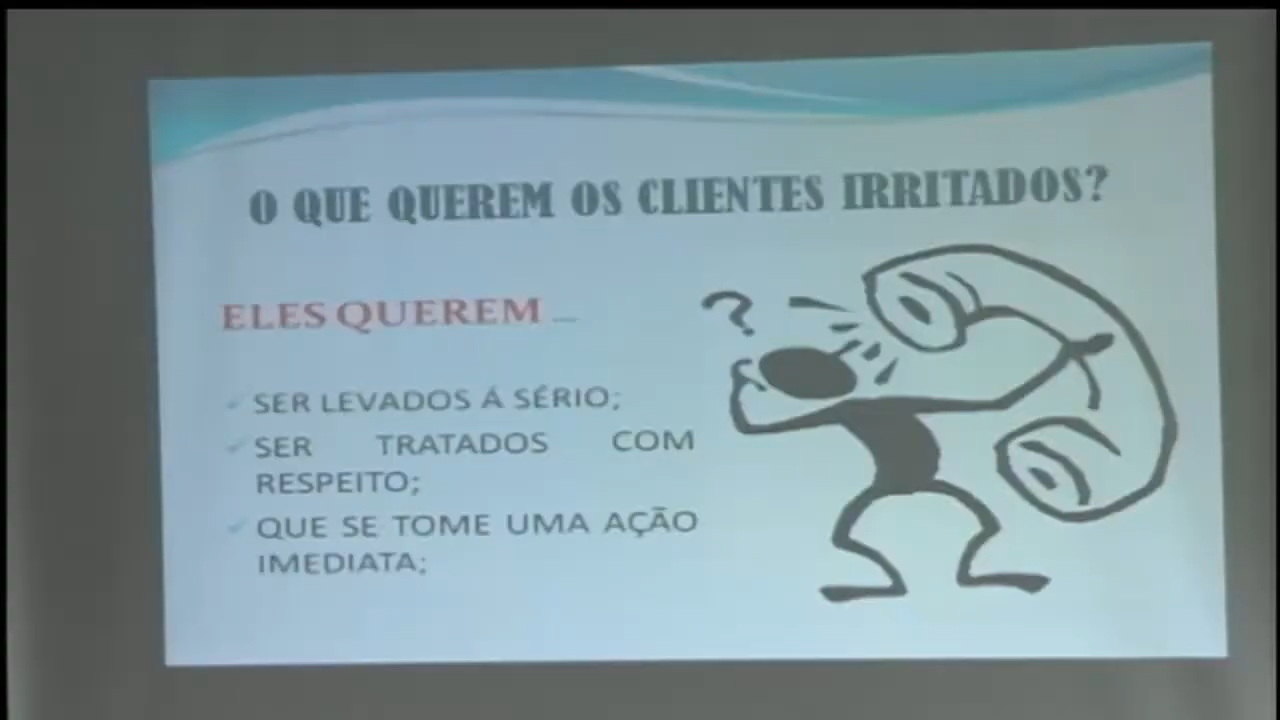 O QUE QUEREM OS CLIENTES IRRITADOS?
ELES QUEREM ...
?
SER LEVADOS Á SÉRIO;
SER TRATADOS COM
RESPEITO;
QUE SE TOME UMA AÇÃO
IMEDIATA;